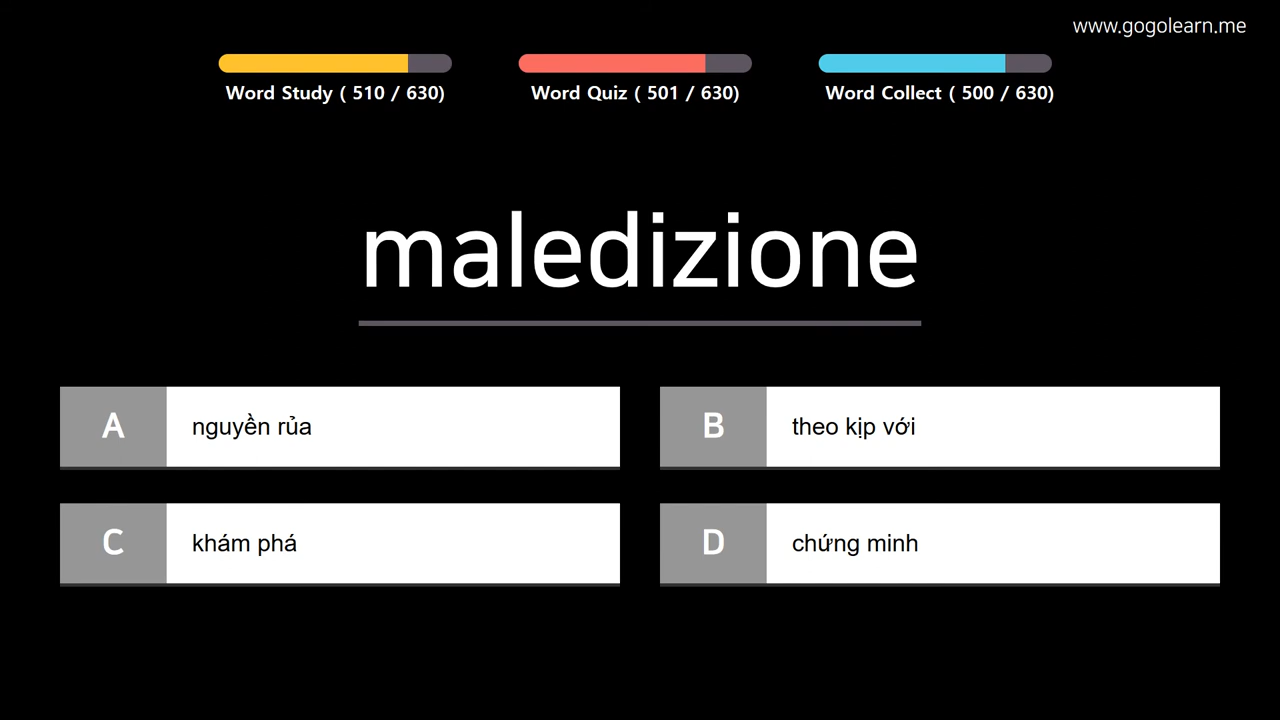 www.gogolearn.me
Word Study ( 510 / 630)
Word Quiz ( 501 / 630)
Word Collect ( 500 / 630)
maledizione
A
nguyền rủa
B
theo kịp với
C
khám phá
D
chứng minh